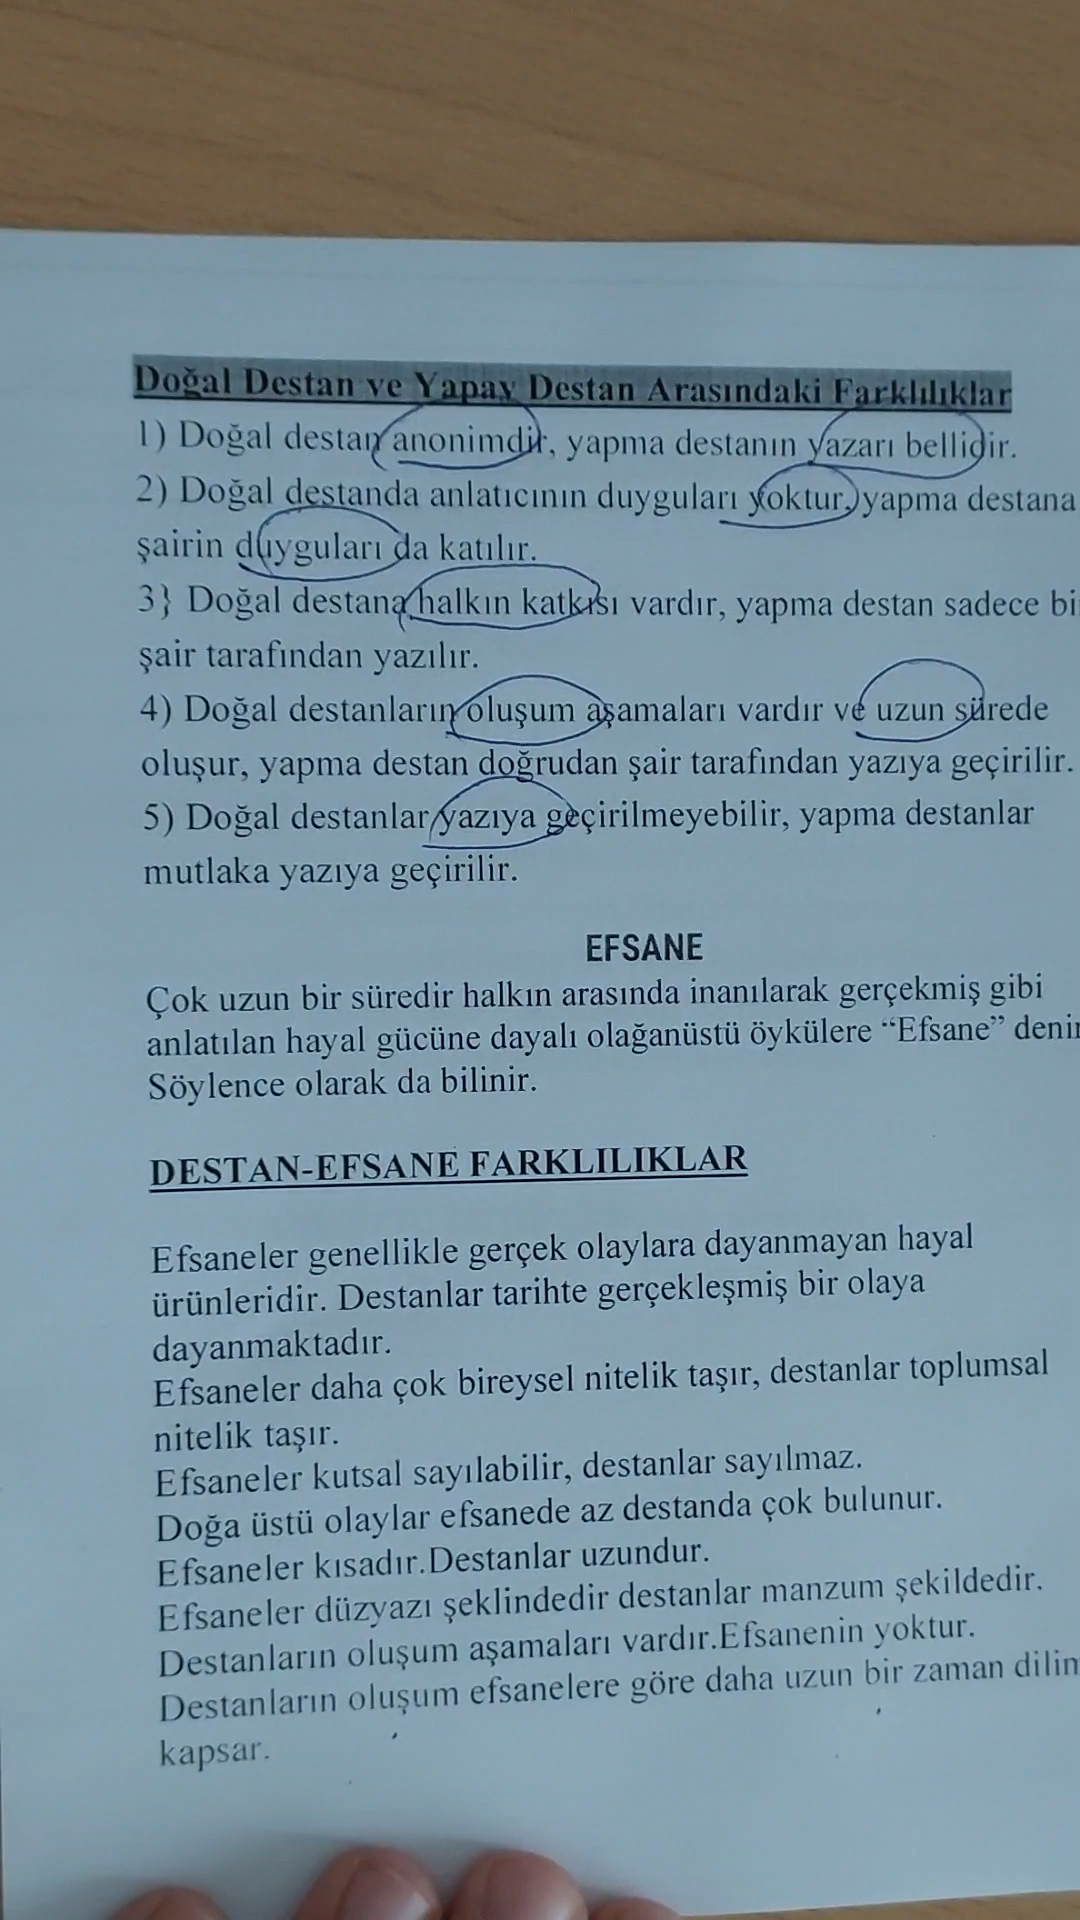 Doğal Destan ve Yapay Destan Arasındaki Farklılıklar
1) Doğal destan anonimdir, yapma destanın yazarı bellidir.
2) Doğal destanda anlatıcının duyguları yoktur, yapma destana
şairin duyguları da katılır.
3} Doğal destana halkın katkısı vardır, yapma destan sadece bi
şair tarafından yazılır.
4) Doğal destanların oluşum aşamaları vardır ve uzun sürede
oluşur, yapma destan doğrudan şair tarafından yazıya geçirilir.
5) Doğal destanlar yazıya geçirilmeyebilir, yapma destanlar
mutlaka yazıya geçirilir.
EFSANE
Çok uzun bir süredir halkın arasında inanılarak gerçekmiş gibi
anlatılan hayal gücüne dayalı olağanüstü öykülere “Efsane” denir
Söylence olarak da bilinir.
DESTAN-EFSANE FARKLILIKLAR
Efsaneler genellikle gerçek olaylara dayanmayan hayal
ürünleridir. Destanlar tarihte gerçekleşmiş bir olaya
dayanmaktadır.
Efsaneler daha çok bireysel nitelik taşır, destanlar toplumsal
nitelik taşır.
Efsaneler kutsal sayılabilir, destanlar sayılmaz.
Doğa üstü olaylar efsanede az destanda çok bulunur.
Efsaneler kısadır.Destanlar uzundur.
Efsaneler düzyazı şeklindedir destanlar manzum şekildedir.
Destanların oluşum aşamaları vardır.Efsanenin yoktur.
Destanların oluşum efsanelere göre daha uzun bir zaman dilim
kapsar.